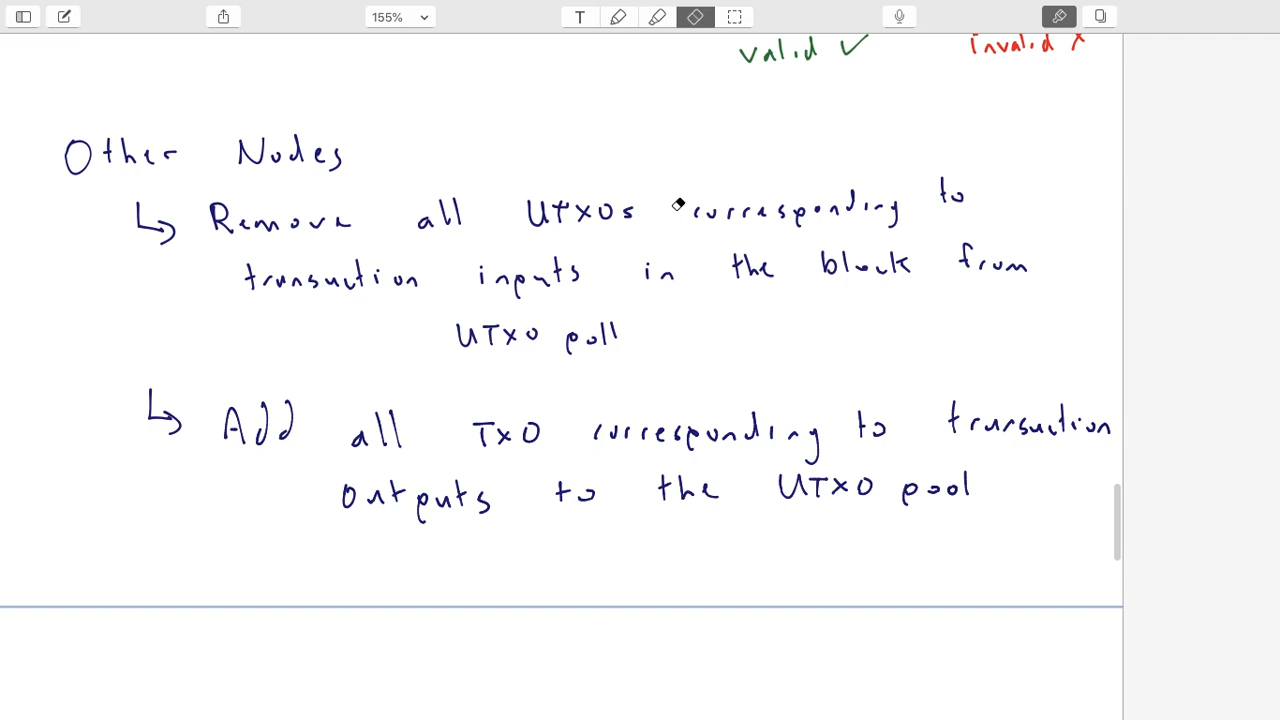 155%
T
valid ✓ invalid ✗
Other Nodes
↳ Remove all UTXOs corresponding to
transaction inputs in the block from
UTXO poll
↳ Add all TXO corresponding to transaction
outputs to the UTXO pool